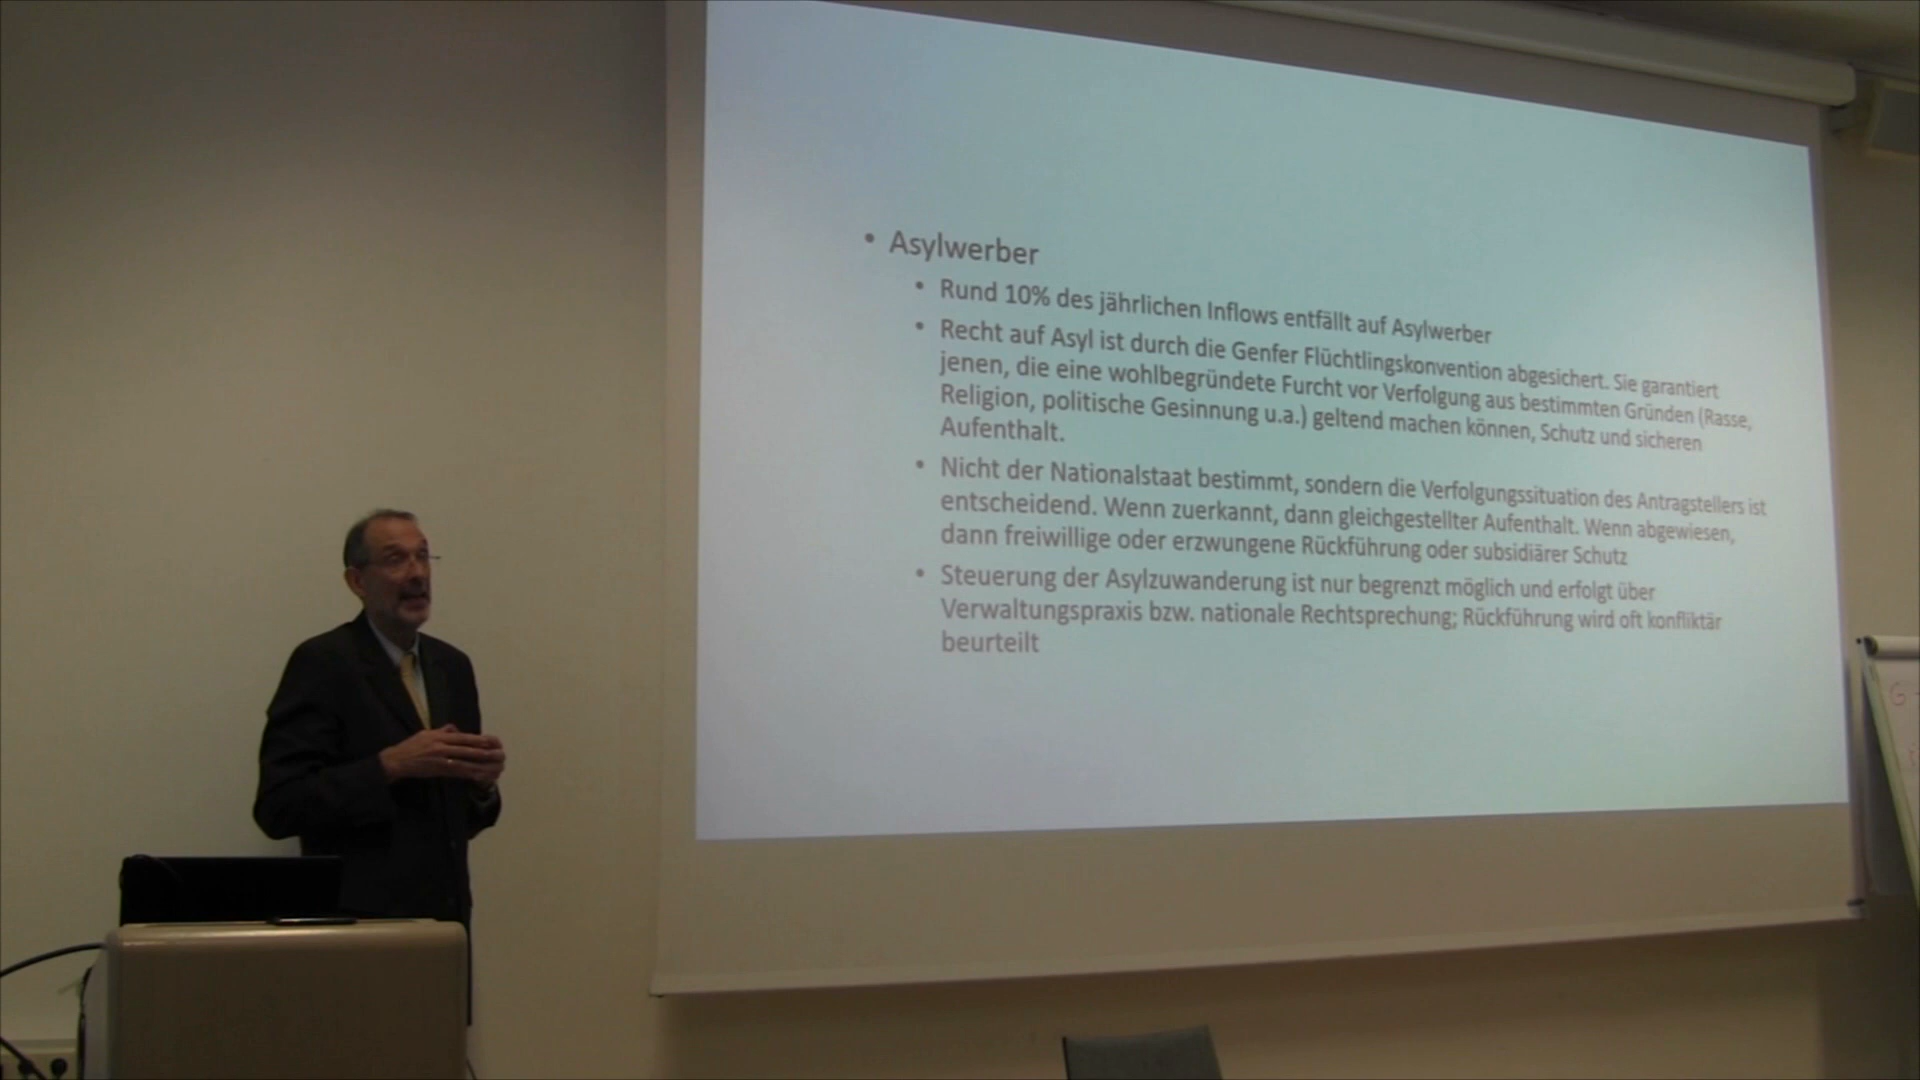 • Asylwerber
• Rund 10% des jährlichen Inflows entfällt auf Asylwerber
• Recht auf Asyl ist durch die Genfer Flüchtlingskonvention abgesichert. Sie garantiert
jenen, die eine wohlbegründete Furcht vor Verfolgung aus bestimmten Gründen (Rasse,
Religion, politische Gesinnung u.a.) geltend machen können, Schutz und sicheren
Aufenthalt.
• Nicht der Nationalstaat bestimmt, sondern die Verfolgungssituation des Antragstellers ist
entscheidend. Wenn zuerkannt, dann gleichgestellter Aufenthalt. Wenn abgewiesen,
dann freiwillige oder erzwungene Rückführung oder subsidiärer Schutz
• Steuerung der Asylzuwanderung ist nur begrenzt möglich und erfolgt über
Verwaltungspraxis bzw. nationale Rechtsprechung; Rückführung wird oft konfliktär
beurteilt